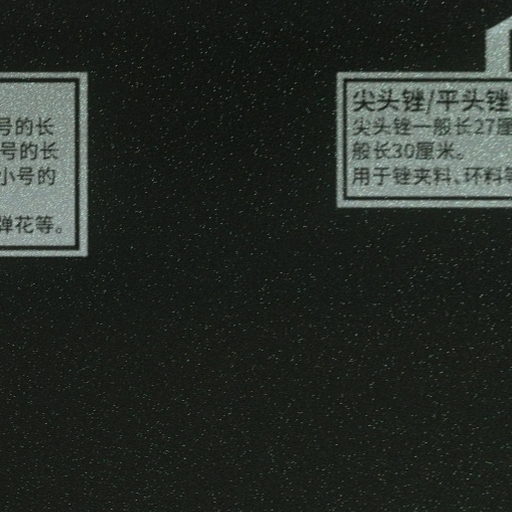 号的长
号的长
小号的
弹花等。
尖头锉/平头锉
尖头锉一般长27厘
般长30厘米。
用于锉夹料、环料等